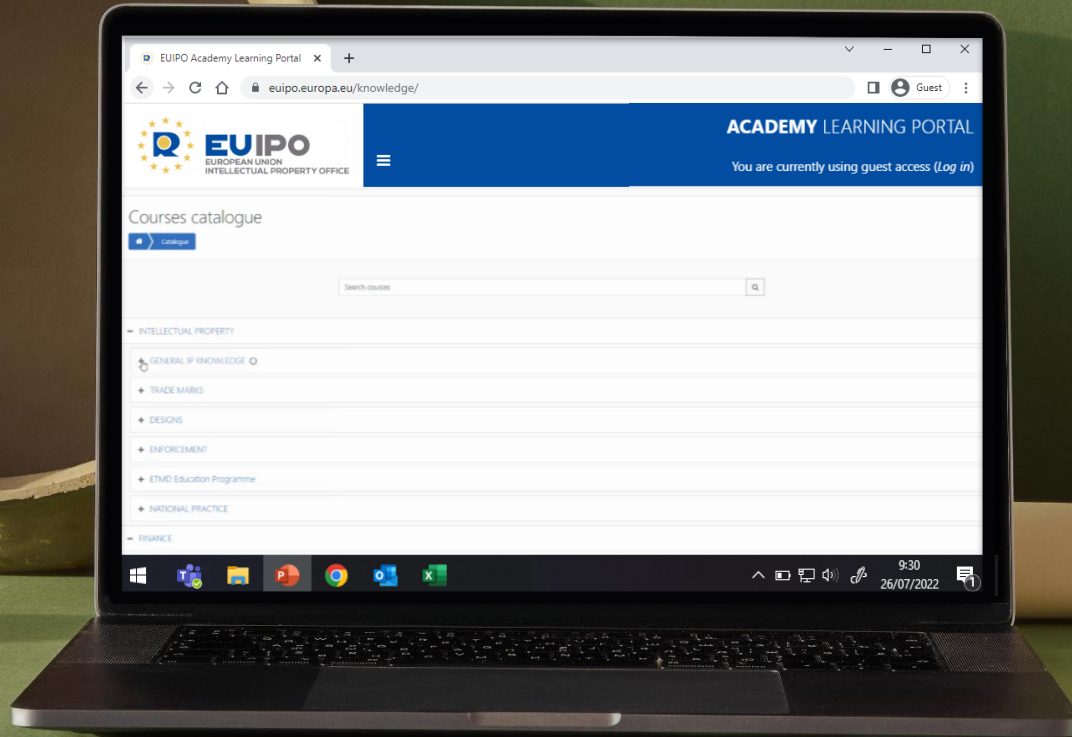 EUIPO Academy Learning Portal
euipo.europa.eu/knowledge/
Guest
R
EUIPO
EUROPEAN UNION
INTELLECTUAL PROPERTY OFFICE
ACADEMY LEARNING PORTAL
You are currently using guest access (Log in)
Courses catalogue
Catalogue
Search courses
INTELLECTUAL PROPERTY
GENERAL IP KNOWLEDGE
TRADE MARKS
DESIGNS
ENFORCEMENT
ETMD Education Programme
NATIONAL PRACTICE
FINANCE
9:30
26/07/2022
1